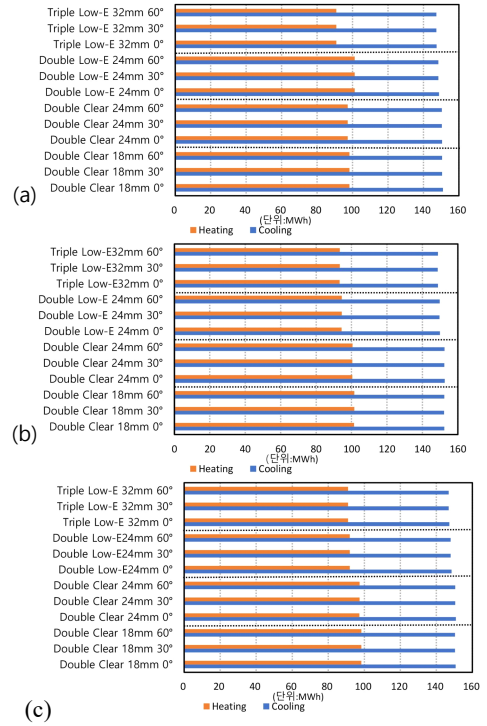 Triple Low-E 32mm 60°
Triple Low-E 32mm 30°
Triple Low-E 32mm 0°
Double Low-E 24mm 60°
Double Low-E 24mm 30°
Double Low-E 24mm 0°
Double Clear 24mm 60°
Double Clear 24mm 30°
Double Clear 24mm 0°
Double Clear 18mm 60°
Double Clear 18mm 30°
Double Clear 18mm 0°
(a)
0 20 40 60 80 100 120 140 160
(단위:MWh)
Heating Cooling
Triple Low-E32mm 60°
Triple Low-E32mm 30°
Triple Low-E32mm 0°
Double Low-E 24mm 60°
Double Low-E 24mm 30°
Double Low-E 24mm 0°
Double Clear 24mm 60°
Double Clear 24mm 30°
Double Clear 24mm 0°
Double Clear 18mm 60°
Double Clear 18mm 30°
Double Clear 18mm 0°
(b)
0 20 40 60 80 100 120 140 160
(단위:MWh)
Heating Cooling
Triple Low-E 32mm 60°
Triple Low-E 32mm 30°
Triple Low-E 32mm 0°
Double Low-E24mm 60°
Double Low-E24mm 30°
Double Low-E24mm 0°
Double Clear 24mm 60°
Double Clear 24mm 30°
Double Clear 24mm 0°
Double Clear 18mm 60°
Double Clear 18mm 30°
Double Clear 18mm 0°
0 20 40 60 80 100 120 140 160
(단위:MWh)
(c)
Heating Cooling